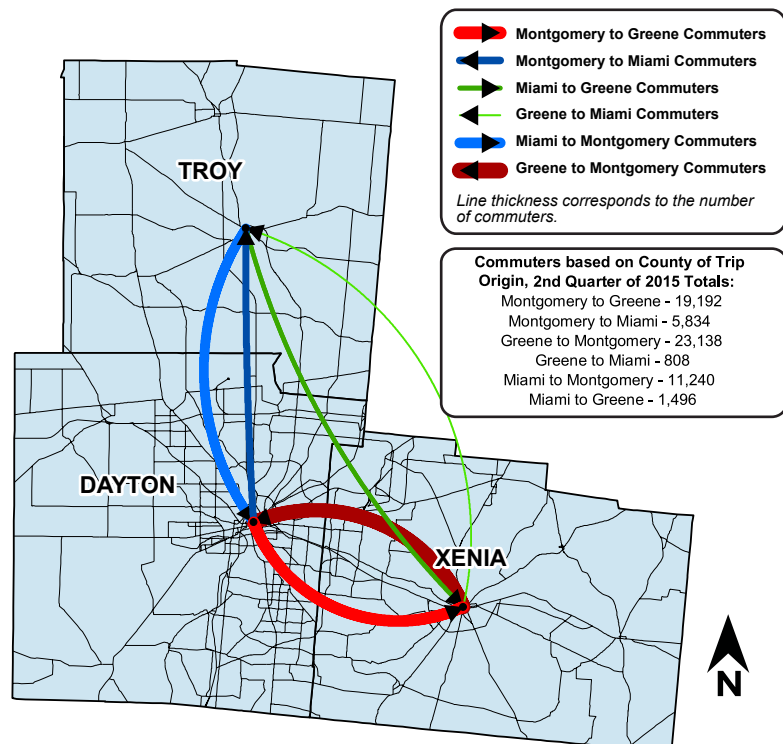 Montgomery to Greene Commuters
Montgomery to Miami Commuters
Miami to Greene Commuters
Greene to Miami Commuters
Miami to Montgomery Commuters
Greene to Montgomery Commuters
Line thickness corresponds to the number
of commuters.
Commuters based on County of Trip
Origin, 2nd Quarter of 2015 Totals:
Montgomery to Greene - 19,192
Montgomery to Miami - 5,834
Greene to Montgomery - 23,138
Greene to Miami - 808
Miami to Montgomery - 11,240
Miami to Greene - 1,496
TROY
DAYTON
XENIA
N